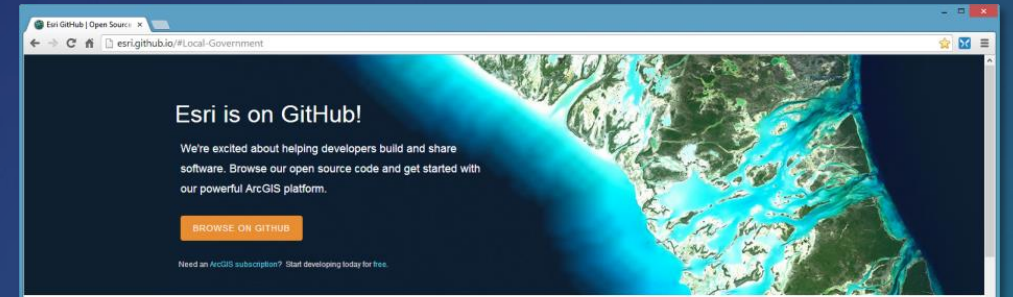 Esri GitHub | Open Source
esri.github.io/#Local-Government
Esri is on GitHub!
We're excited about helping developers build and share
software. Browse our open source code and get started with
our powerful ArcGIS platform.
BROWSE ON GITHUB
Need an ArcGIS subscription? Start developing today for free.